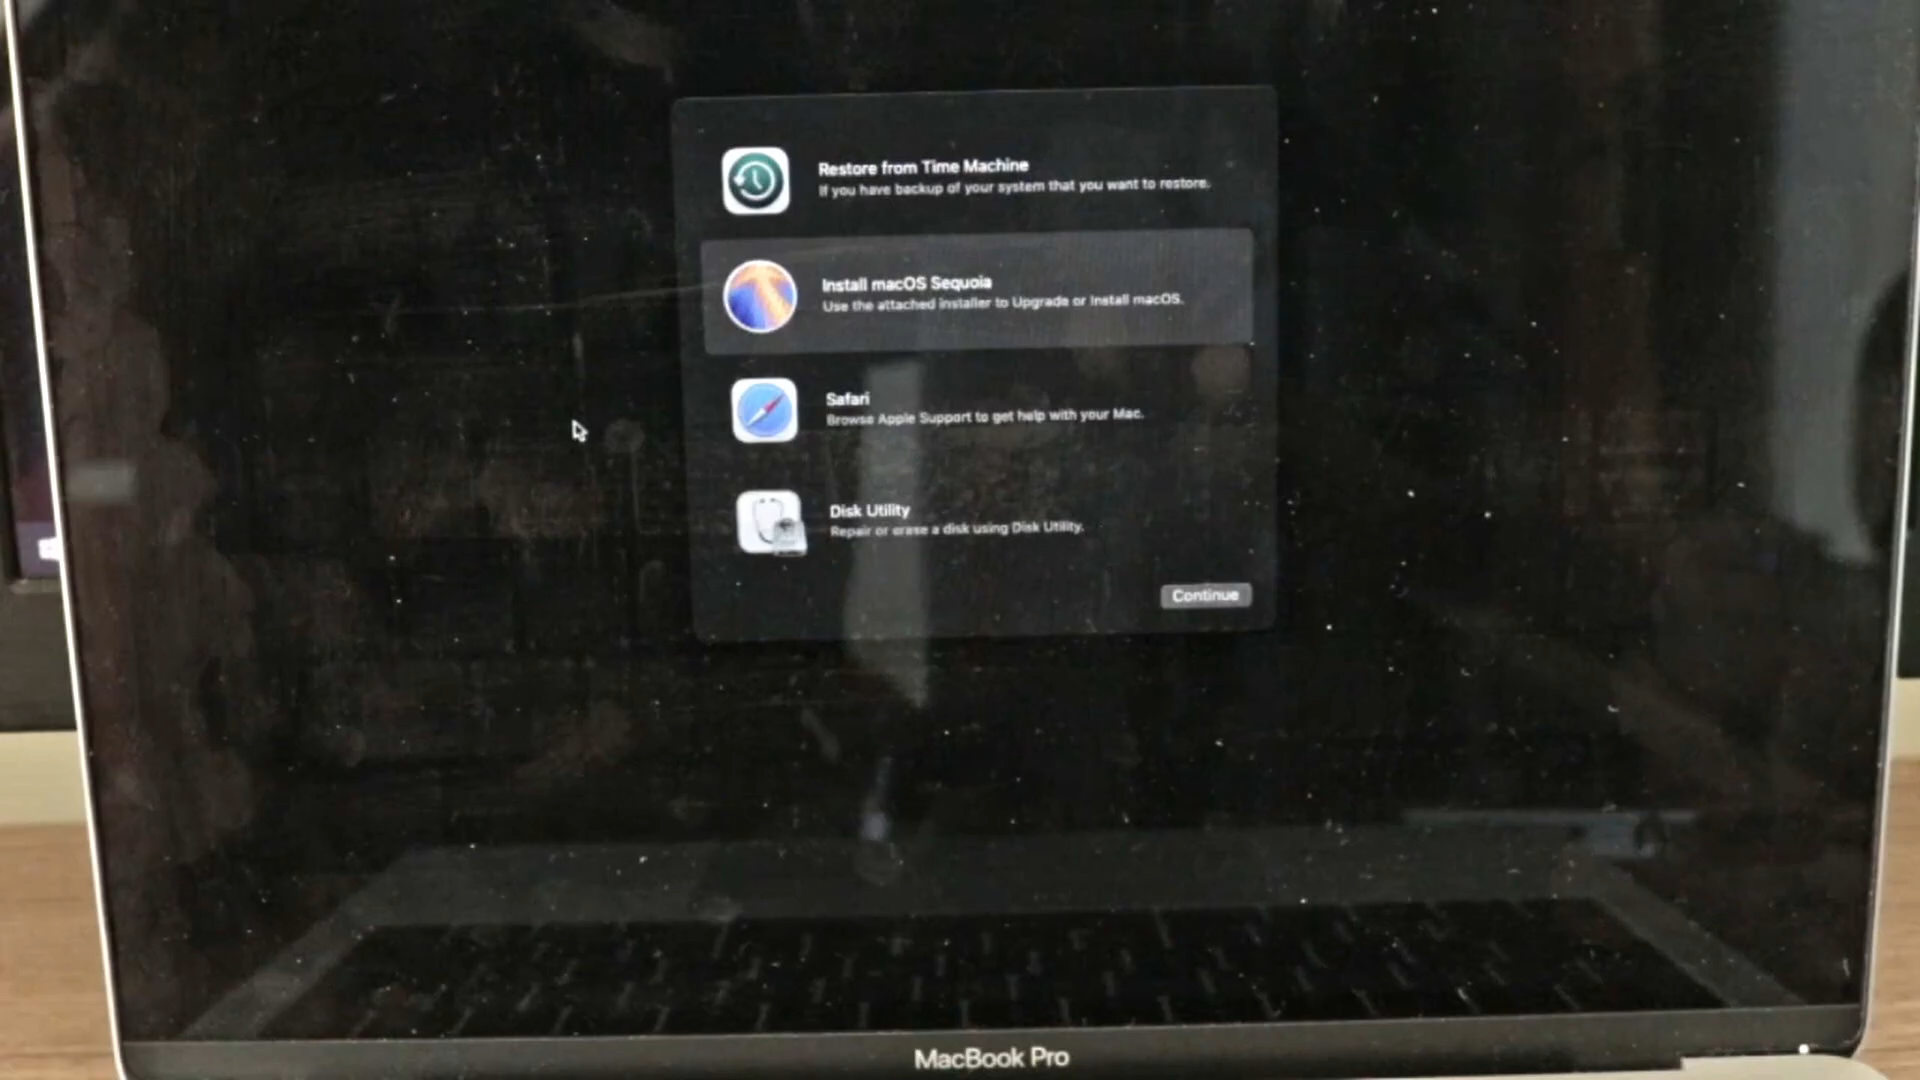 Restore from Time Machine
If you have backup of your system that you want to restore.
Install macOS Sequoia
Use the attached installer to Upgrade or Install macOS.
Safari
Browse Apple Support to get help with your Mac.
Disk Utility
Repair or erase a disk using Disk Utility.
Continue
MacBook Pro